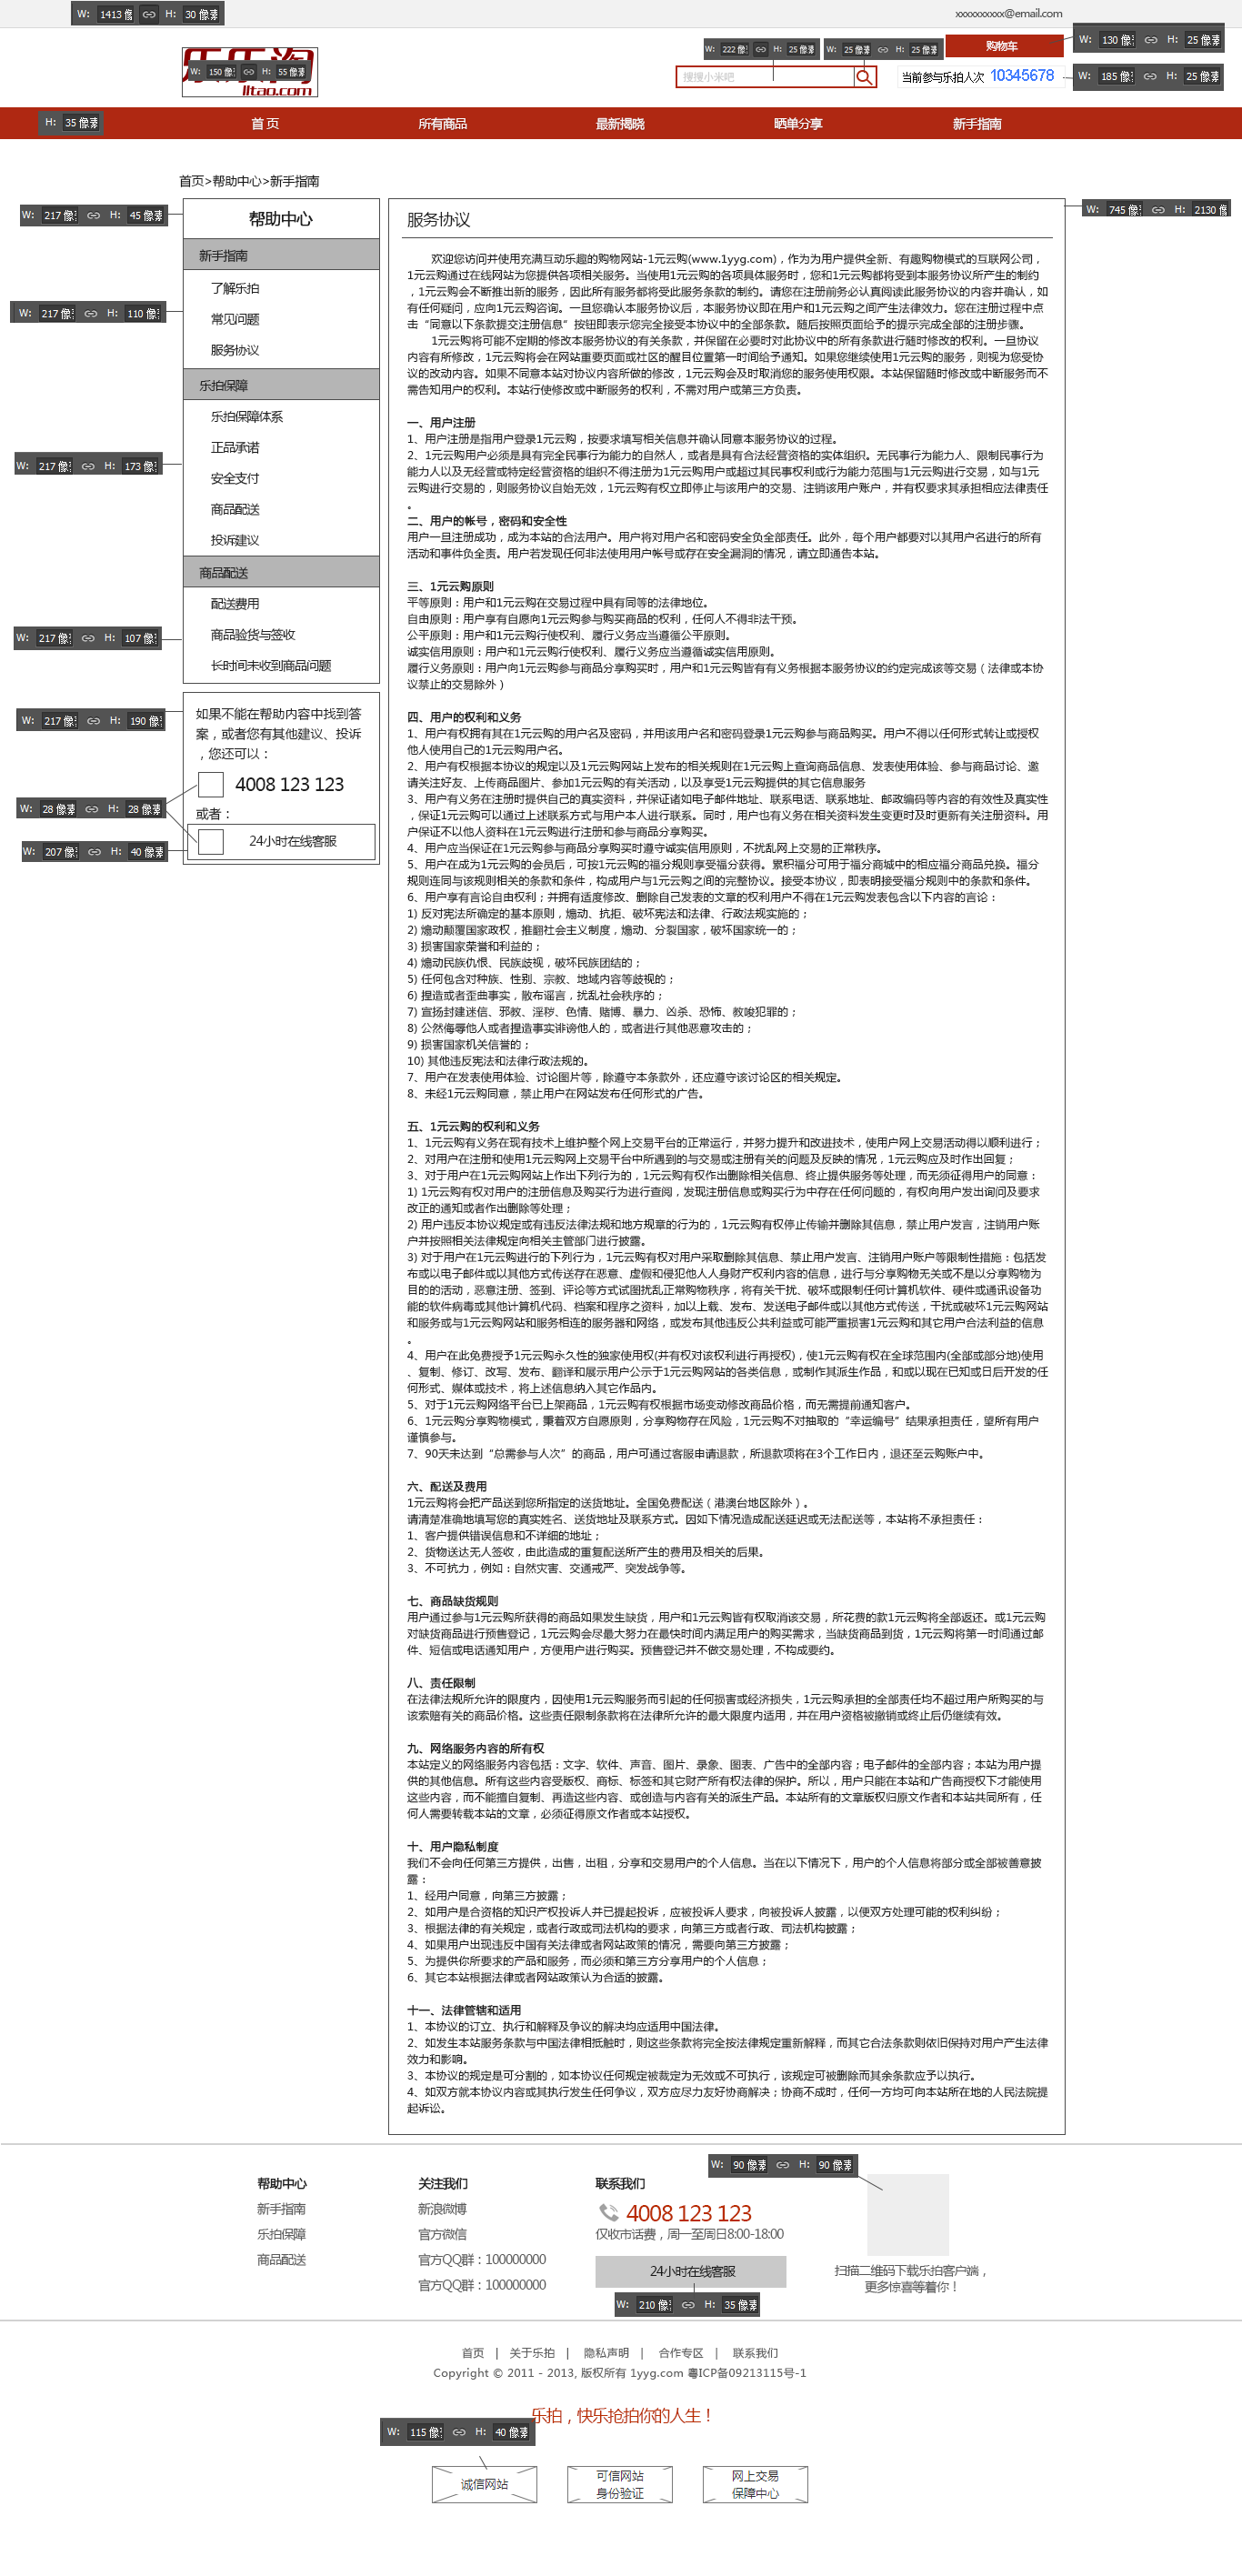 W: 1413 像 H: 30 像素
xxxxxxxxxx@email.com
乐乐淘
lltao.com
W: 150 像素 H: 55 像素
W: 222 像 H: 25 像素
W: 25 像素 H: 25 像素
购物车
W: 130 像素 H: 25 像素
搜搜小米吧
当前参与乐拍人次 10345678
W: 185 像素 H: 25 像素
H: 35 像素
首 页
所有商品
最新揭晓
晒单分享
新手指南
首页>帮助中心>新手指南
W: 217 像 H: 45 像素
帮助中心
新手指南
了解乐拍
常见问题
服务协议
W: 217 像 H: 110 像素
乐拍保障
乐拍保障体系
正品承诺
安全支付
商品配送
投诉建议
W: 217 像 H: 173 像素
商品配送
配送费用
商品验货与签收
长时间未收到商品问题
W: 217 像 H: 107 像素
W: 217 像 H: 190 像素
如果不能在帮助内容中找到答
案，或者您有其他建议、投诉
，您还可以：
4008 123 123
W: 28 像素 H: 28 像素
或者：
24小时在线客服
W: 207 像 H: 40 像素
W: 745 像 H: 2130 像
服务协议
欢迎您访问并使用充满互动乐趣的购物网站-1元云购(www.1yyg.com)，作为为用户提供全新、有趣购物模式的互联网公司，
1元云购通过在线网站为您提供各项相关服务。当使用1元云购的各项具体服务时，您和1元云购都将受到本服务协议所产生的制约
，1元云购会不断推出新的服务，因此所有服务都将受此服务条款的制约。请您在注册前务必认真阅读此服务协议的内容并确认，如
有任何疑问，应向1元云购咨询。一旦您确认本服务协议后，本服务协议即在用户和1元云购之间产生法律效力。您在注册过程中点
击“同意以下条款提交注册信息”按钮即表示您完全接受本协议中的全部条款。随后按照页面给予的提示完成全部的注册步骤。
1元云购将可能不定期的修改本服务协议的有关条款，并保留在必要时对此协议中的所有条款进行随时修改的权利。一旦协议
内容有所修改，1元云购将会在网站重要页面或社区的醒目位置第一时间给予通知。如果您继续使用1元云购的服务，则视为您受协
议的改动内容。如果不同意本站对协议内容所做的修改，1元云购会及时取消您的服务使用权限。本站保留随时修改或中断服务而不
需告知用户的权利。本站行使修改或中断服务的权利，不需对用户或第三方负责。
一、用户注册
1、用户注册是指用户登录1元云购，按要求填写相关信息并确认同意本服务协议的过程。
2、1元云购用户必须是具有完全民事行为能力的自然人，或者是具有合法经营资格的实体组织。无民事行为能力人、限制民事行为
能力人以及无经营或特定经营资格的组织不得注册为1元云购用户或超过其民事权利或行为能力范围与1元云购进行交易，如与1元
云购进行交易的，则服务协议自始无效，1元云购有权立即停止与该用户的交易、注销该用户账户，并有权要求其承担相应法律责任
。
二、用户的帐号，密码和安全性
用户一旦注册成功，成为本站的合法用户。用户将对用户名和密码安全负全部责任。此外，每个用户都要对以其用户名进行的所有
活动和事件负全责。用户若发现任何非法使用用户帐号或存在安全漏洞的情况，请立即通告本站。
三、1元云购原则
平等原则：用户和1元云购在交易过程中具有同等的法律地位。
自由原则：用户享有自愿向1元云购参与购买商品的权利，任何人不得非法干预。
公平原则：用户和1元云购行使权利、履行义务应当遵循公平原则。
诚实信用原则：用户和1元云购行使权利、履行义务应当遵循诚实信用原则。
履行义务原则：用户向1元云购参与商品分享购买时，用户和1元云购皆有有义务根据本服务协议的约定完成该等交易（法律或本协
议禁止的交易除外）
四、用户的权利和义务
1、用户有权拥有其在1元云购的用户名及密码，并用该用户名和密码登录1元云购参与商品购买。用户不得以任何形式转让或授权
他人使用自己的1元云购用户名。
2、用户有权根据本协议的规定以及1元云购网站上发布的相关规则在1元云购上查询商品信息、发表使用体验、参与商品讨论、邀
请关注好友、上传商品图片、参加1元云购的有关活动，以及享受1元云购提供的其它信息服务
3、用户有义务在注册时提供自己的真实资料，并保证诸如电子邮件地址、联系电话、联系地址、邮政编码等内容的有效性及真实性
，保证1元云购可以通过上述联系方式与用户本人进行联系。同时，用户也有义务在相关资料发生变更时及时更新有关注册资料。用
户保证不以他人资料在1元云购进行注册和参与商品分享购买。
4、用户应当保证在1元云购参与商品分享购买时遵守诚实信用原则，不扰乱网上交易的正常秩序。
5、用户在成为1元云购的会员后，可按1元云购的福分规则享受福分获得。累积福分可用于福分商城中的相应福分商品兑换。福分
规则连同与该规则相关的条款和条件，构成用户与1元云购之间的完整协议。接受本协议，即表明接受福分规则中的条款和条件。
6、用户享有言论自由权利；并拥有适度修改、删除自己发表的文章的权利用户不得在1元云购发表包含以下内容的言论：
1) 反对宪法所确定的基本原则，煽动、抗拒、破坏宪法和法律、行政法规实施的；
2) 煽动颠覆国家政权，推翻社会主义制度，煽动、分裂国家，破坏国家统一的；
3) 损害国家荣誉和利益的；
4) 煽动民族仇恨、民族歧视，破坏民族团结的；
5) 任何包含对种族、性别、宗教、地域内容等歧视的；
6) 捏造或者歪曲事实，散布谣言，扰乱社会秩序的；
7) 宣扬封建迷信、邪教、淫秽、色情、赌博、暴力、凶杀、恐怖、教唆犯罪的；
8) 公然侮辱他人或者捏造事实诽谤他人的，或者进行其他恶意攻击的；
9) 损害国家机关信誉的；
10) 其他违反宪法和法律行政法规的。
7、用户在发表使用体验、讨论图片等，除遵守本条款外，还应遵守该讨论区的相关规定。
8、未经1元云购同意，禁止用户在网站发布任何形式的广告。
五、1元云购的权利和义务
1、1元云购有义务在现有技术上维护整个网上交易平台的正常运行，并努力提升和改进技术，使用户网上交易活动得以顺利进行；
2、对用户在注册和使用1元云购网上交易平台中所遇到的与交易或注册有关的问题及反映的情况，1元云购应及时作出回复；
3、对于用户在1元云购网站上作出下列行为的，1元云购有权作出删除相关信息、终止提供服务等处理，而无须征得用户的同意：
1) 1元云购有权对用户的注册信息及购买行为进行查阅，发现注册信息或购买行为中存在任何问题的，有权向用户发出询问及要求
改正的通知或者作出删除等处理；
2) 用户违反本协议规定或有违反法律法规和地方规章的行为的，1元云购有权停止传输并删除其信息，禁止用户发言，注销用户账
户并按照相关法律规定向相关主管部门进行披露。
3) 对于用户在1元云购进行的下列行为，1元云购有权对用户采取删除其信息、禁止用户发言、注销用户账户等限制性措施：包括发
布或以电子邮件或以其他方式传送存在恶意、虚假和侵犯他人人身财产权利内容的信息，进行与分享购物无关或不是以分享购物为
目的的活动，恶意注册、签到、评论等方式试图扰乱正常购物秩序，将有关干扰、破坏或限制任何计算机软件、硬件或通讯设备功
能的软件病毒或其他计算机代码、档案和程序之资料，加以上载、发布、发送电子邮件或以其他方式传送，干扰或破坏1元云购网站
和服务或与1元云购网站和服务相连的服务器和网络，或发布其他违反公共利益或可能严重损害1元云购和其它用户合法利益的信息
。
4、用户在此免费授予1元云购永久性的独家使用权(并有权对该权利进行再授权)，使1元云购有权在全球范围内(全部或部分地)使用
、复制、修订、改写、发布、翻译和展示用户公示于1元云购网站的各类信息，或制作其派生作品，和或以现在已知或日后开发的任
何形式、媒体或技术，将上述信息纳入其它作品内。
5、对于1元云购网络平台已上架商品，1元云购有权根据市场变动修改商品价格，而无需提前通知客户。
6、1元云购分享购物模式，秉着双方自愿原则，分享购物存在风险，1元云购不对抽取的“幸运编号”结果承担责任，望所有用户
谨慎参与。
7、90天未达到“总需参与人次”的商品，用户可通过客服申请退款，所退款项将在3个工作日内，退还至云购账户中。
六、配送及费用
1元云购将会把产品送到您所指定的送货地址。全国免费配送（港澳台地区除外）。
请清楚准确地填写您的真实姓名、送货地址及联系方式。因如下情况造成配送延迟或无法配送等，本站将不承担责任：
1、客户提供错误信息和不详细的地址；
2、货物送达无人签收，由此造成的重复配送所产生的费用及相关的后果。
3、不可抗力，例如：自然灾害、交通戒严、突发战争等。
七、商品缺货规则
用户通过参与1元云购所获得的商品如果发生缺货，用户和1元云购皆有权取消该交易，所花费的款1元云购将全部返还。或1元云购
对缺货商品进行预售登记，1元云购会尽最大努力在最快时间内满足用户的购买需求，当缺货商品到货，1元云购将第一时间通过邮
件、短信或电话通知用户，方便用户进行购买。预售登记并不做交易处理，不构成要约。
八、责任限制
在法律法规所允许的限度内，因使用1元云购服务而引起的任何损害或经济损失，1元云购承担的全部责任均不超过用户所购买的与
该索赔有关的商品价格。这些责任限制条款将在法律所允许的最大限度内适用，并在用户资格被撤销或终止后仍继续有效。
九、网络服务内容的所有权
本站定义的网络服务内容包括：文字、软件、声音、图片、录象、图表、广告中的全部内容；电子邮件的全部内容；本站为用户提
供的其他信息。所有这些内容受版权、商标、标签和其它财产所有权法律的保护。所以，用户只能在本站和广告商授权下才能使用
这些内容，而不能擅自复制、再造这些内容、或创造与内容有关的派生产品。本站所有的文章版权归原文作者和本站共同所有，任
何人需要转载本站的文章，必须征得原文作者或本站授权。
十、用户隐私制度
我们不会向任何第三方提供，出售，出租，分享和交易用户的个人信息。当在以下情况下，用户的个人信息将部分或全部被善意披
露：
1、经用户同意，向第三方披露；
2、如用户是合资格的知识产权投诉人并已提起投诉，应被投诉人要求，向被投诉人披露，以便双方处理可能的权利纠纷；
3、根据法律的有关规定，或者行政或司法机构的要求，向第三方或者行政、司法机构披露；
4、如果用户出现违反中国有关法律或者网站政策的情况，需要向第三方披露；
5、为提供你所要求的产品和服务，而必须和第三方分享用户的个人信息；
6、其它本站根据法律或者网站政策认为合适的披露。
十一、法律管辖和适用
1、本协议的订立、执行和解释及争议的解决均应适用中国法律。
2、如发生本站服务条款与中国法律相抵触时，则这些条款将完全按法律规定重新解释，而其它合法条款则依旧保持对用户产生法律
效力和影响。
3、本协议的规定是可分割的，如本协议任何规定被裁定为无效或不可执行，该规定可被删除而其余条款应予以执行。
4、如双方就本协议内容或其执行发生任何争议，双方应尽力友好协商解决；协商不成时，任何一方均可向本站所在地的人民法院提
起诉讼。
帮助中心
新手指南
乐拍保障
商品配送
关注我们
新浪微博
官方微信
官方QQ群：100000000
官方QQ群：100000000
联系我们
4008 123 123
仅收市话费，周一至周日8:00-18:00
24小时在线客服
W: 210 像 H: 35 像素
W: 90 像素 H: 90 像素
扫描二维码下载乐拍客户端，
更多惊喜等着你！
首页 | 关于乐拍 | 隐私声明 | 合作专区 | 联系我们
Copyright © 2011 - 2013, 版权所有 1yyg.com 粤ICP备09213115号-1
乐拍，快乐抢拍你的人生！
W: 115 像素 H: 40 像素
诚信网站
可信网站
身份验证
网上交易
保障中心